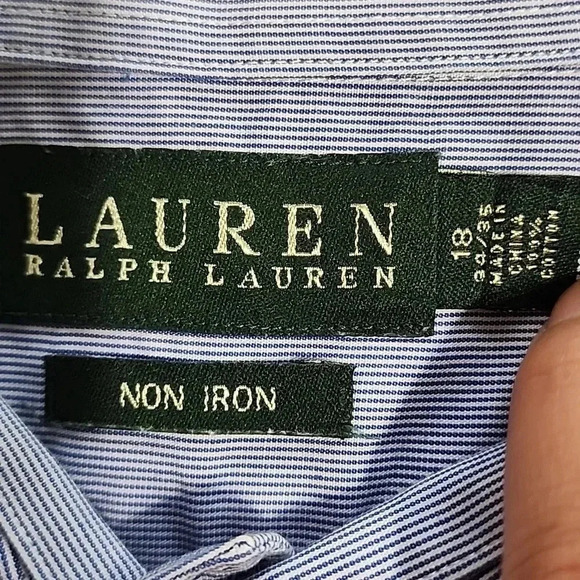 LAUREN
RALPH LAUREN
NON IRON
18
34/35
MADE IN
CHINA
100%
COTTON